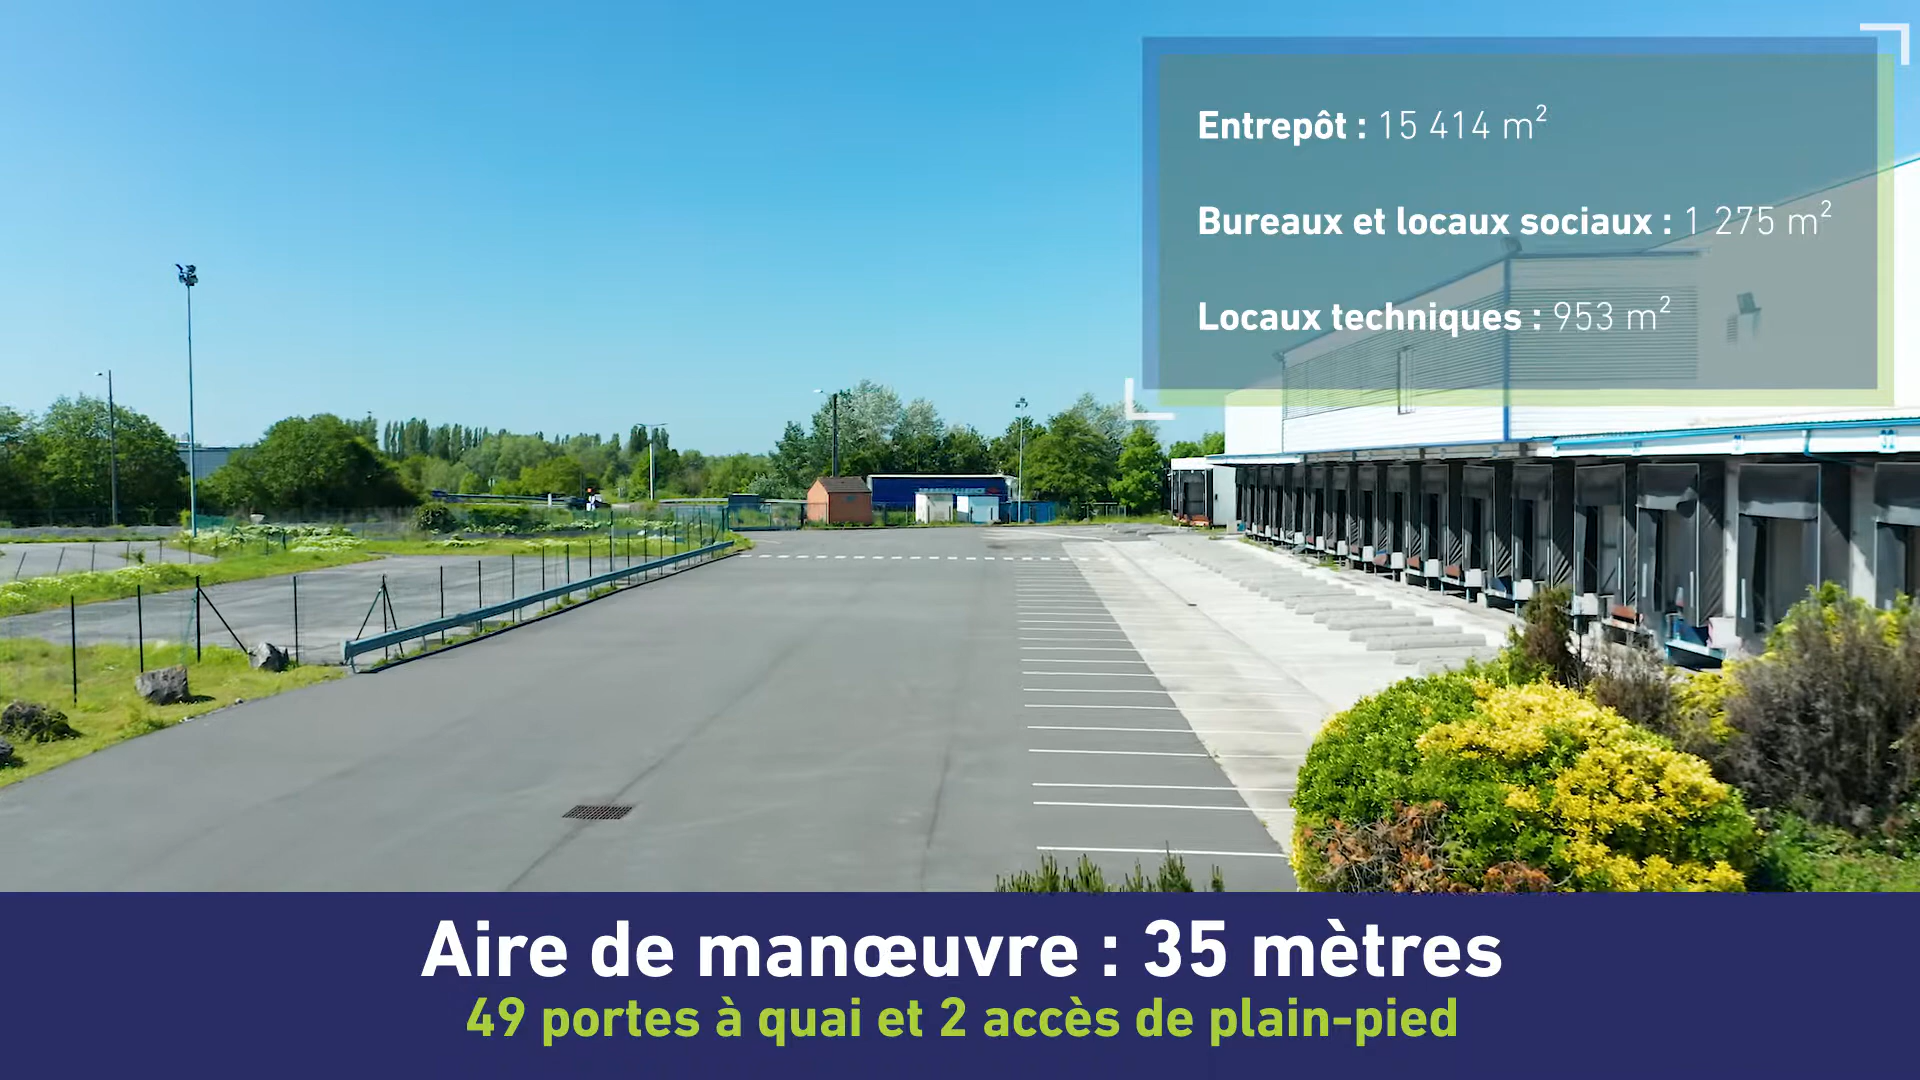 Entrepôt : 15 414 m²
Bureaux et locaux sociaux : 1 275 m²
Locaux techniques : 953 m²
Aire de manœuvre : 35 mètres
49 portes à quai et 2 accès de plain-pied